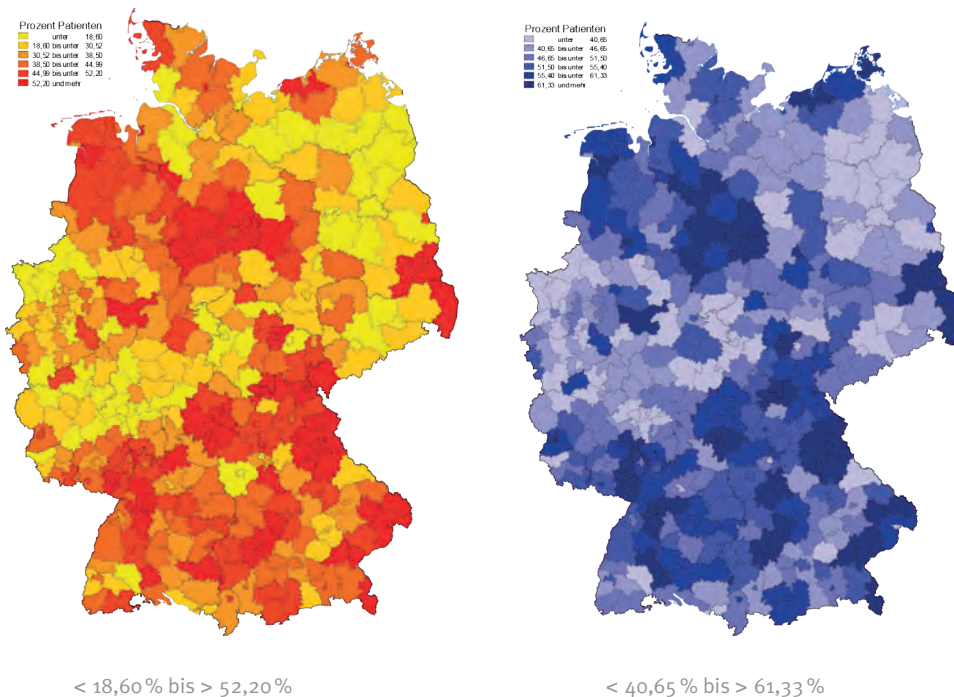 Prozent Patienten
unter 18,60
18,60 bis unter 30,52
30,52 bis unter 38,50
38,50 bis unter 44,99
44,99 bis unter 52,20
52,20 und mehr
Prozent Patienten
unter 40,65
40,65 bis unter 46,65
46,65 bis unter 51,50
51,50 bis unter 55,40
55,40 bis unter 61,33
61,33 und mehr
< 18,60 % bis > 52,20 %
< 40,65 % bis > 61,33 %